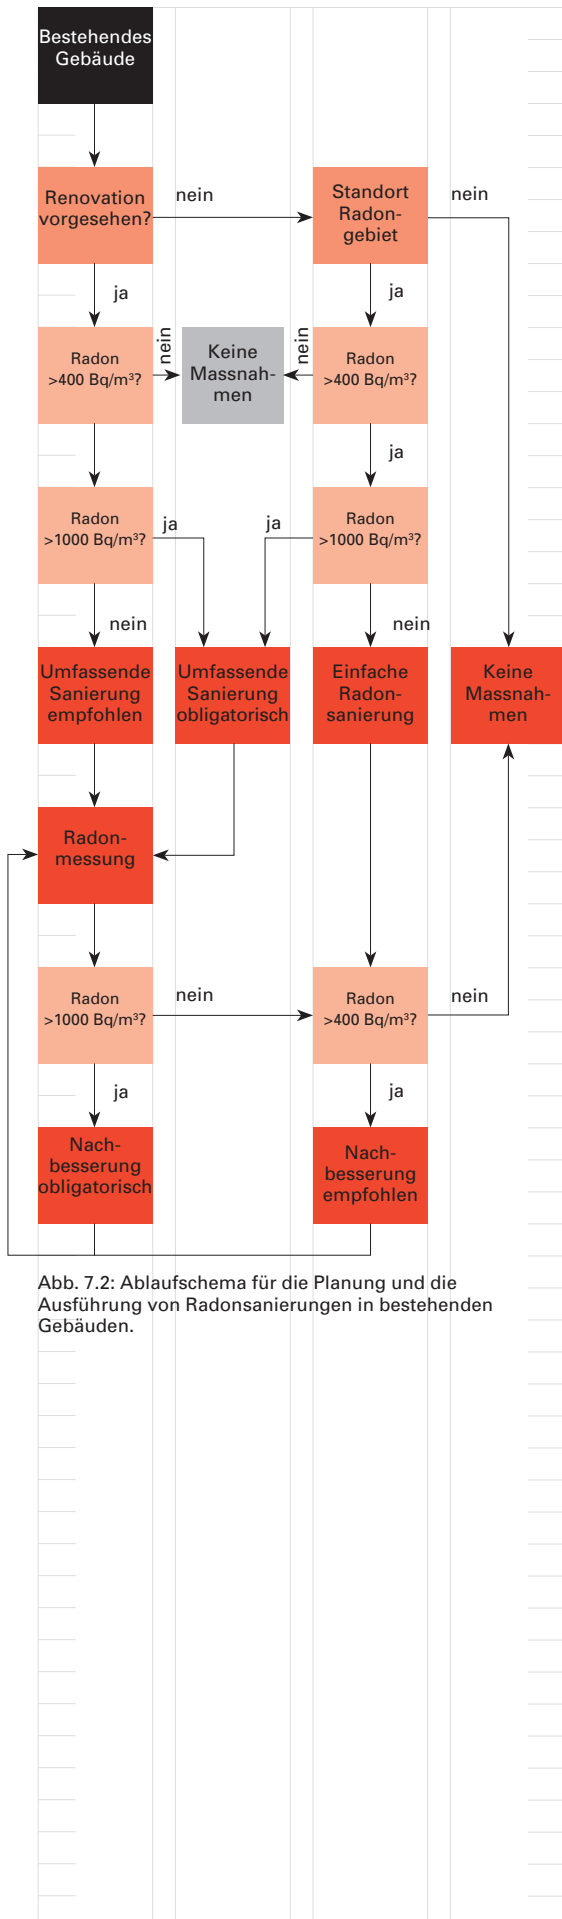 Bestehendes
Gebäude
Renovation
vorgesehen?
nein
Standort
Radon-
gebiet
nein
ja
ja
Radon
>400 Bq/m³?
nein
Keine
Massnah-
men
nein
Radon
>400 Bq/m³?
ja
Radon
>1000 Bq/m³?
ja
ja
Radon
>1000 Bq/m³?
nein
nein
Umfassende
Sanierung
empfohlen
Umfassende
Sanierung
obligatorisch
Einfache
Radon-
sanierung
Keine
Massnah-
men
Radon-
messung
Radon
>1000 Bq/m³?
nein
Radon
>400 Bq/m³?
nein
ja
ja
Nach-
besserung
obligatorisch
Nach-
besserung
empfohlen
Abb. 7.2: Ablaufschema für die Planung und die
Ausführung von Radonsanierungen in bestehenden
Gebäuden.